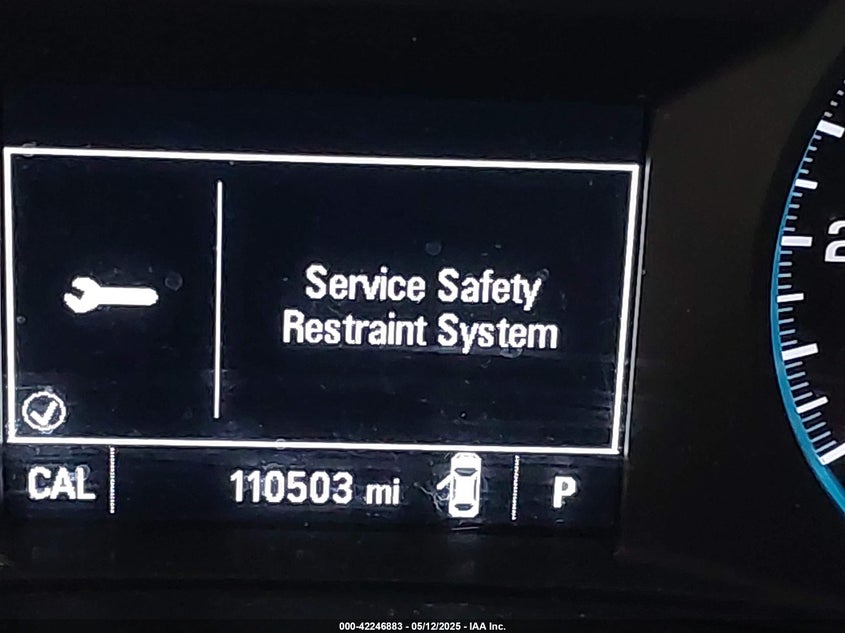 Service Safety
Restraint System
CAL 110503 mi P
000-42246883 - 05/12/2025 - IAA Inc.